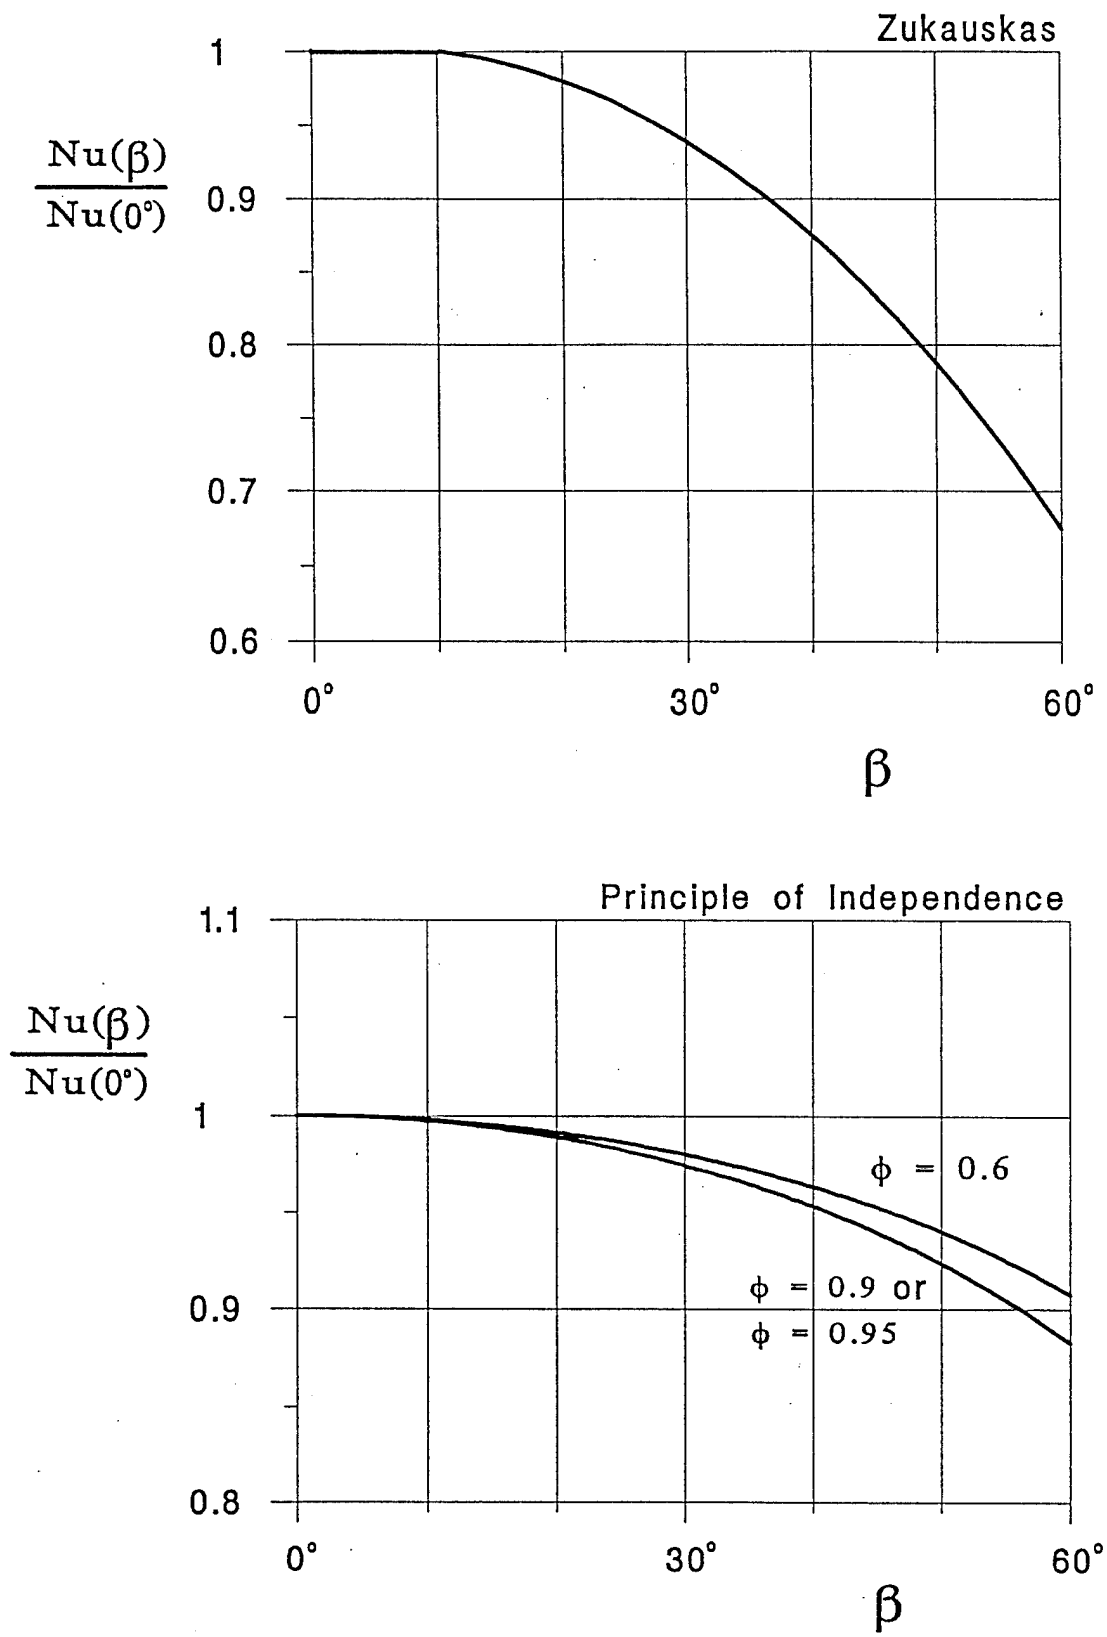 Zukauskas
1
Nu(β)
Nu(0°)
0.9
0.8
0.7
0.6
0° 30° 60°
β
Principle of Independence
1.1
Nu(β)
Nu(0°)
1
ϕ = 0.6
ϕ = 0.9 or
0.9
ϕ = 0.95
0.8
0° 30° 60°
β